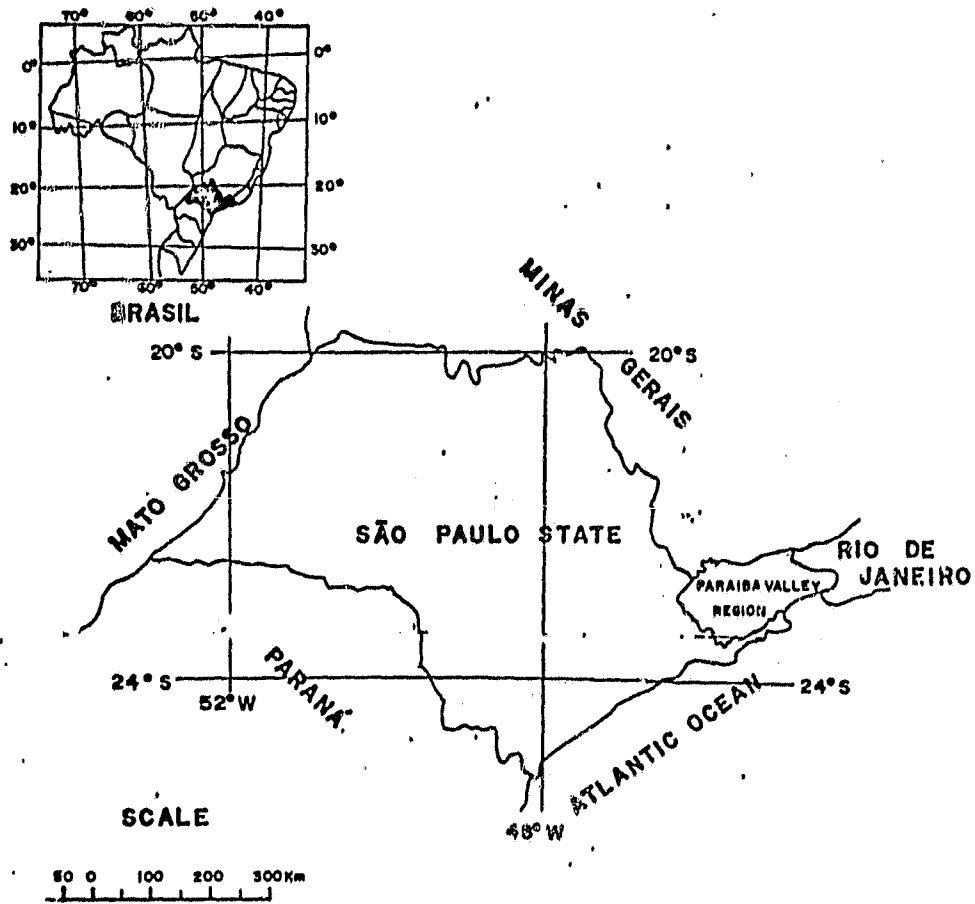 70° 60° 50° 40°
0° 0°
10° 10°
20° 20°
30° 30°
70° 60° 50° 40°
BRASIL
MINAS GERAIS
20° S 20° S
MATO GROSSO
SÃO PAULO STATE
RIO DE
JANEIRO
PARAIBA VALLEY
REGION
24° S 24° S
52° W
PARANÁ
ATLANTIC OCEAN
48° W
SCALE
50 0 100 200 300 Km